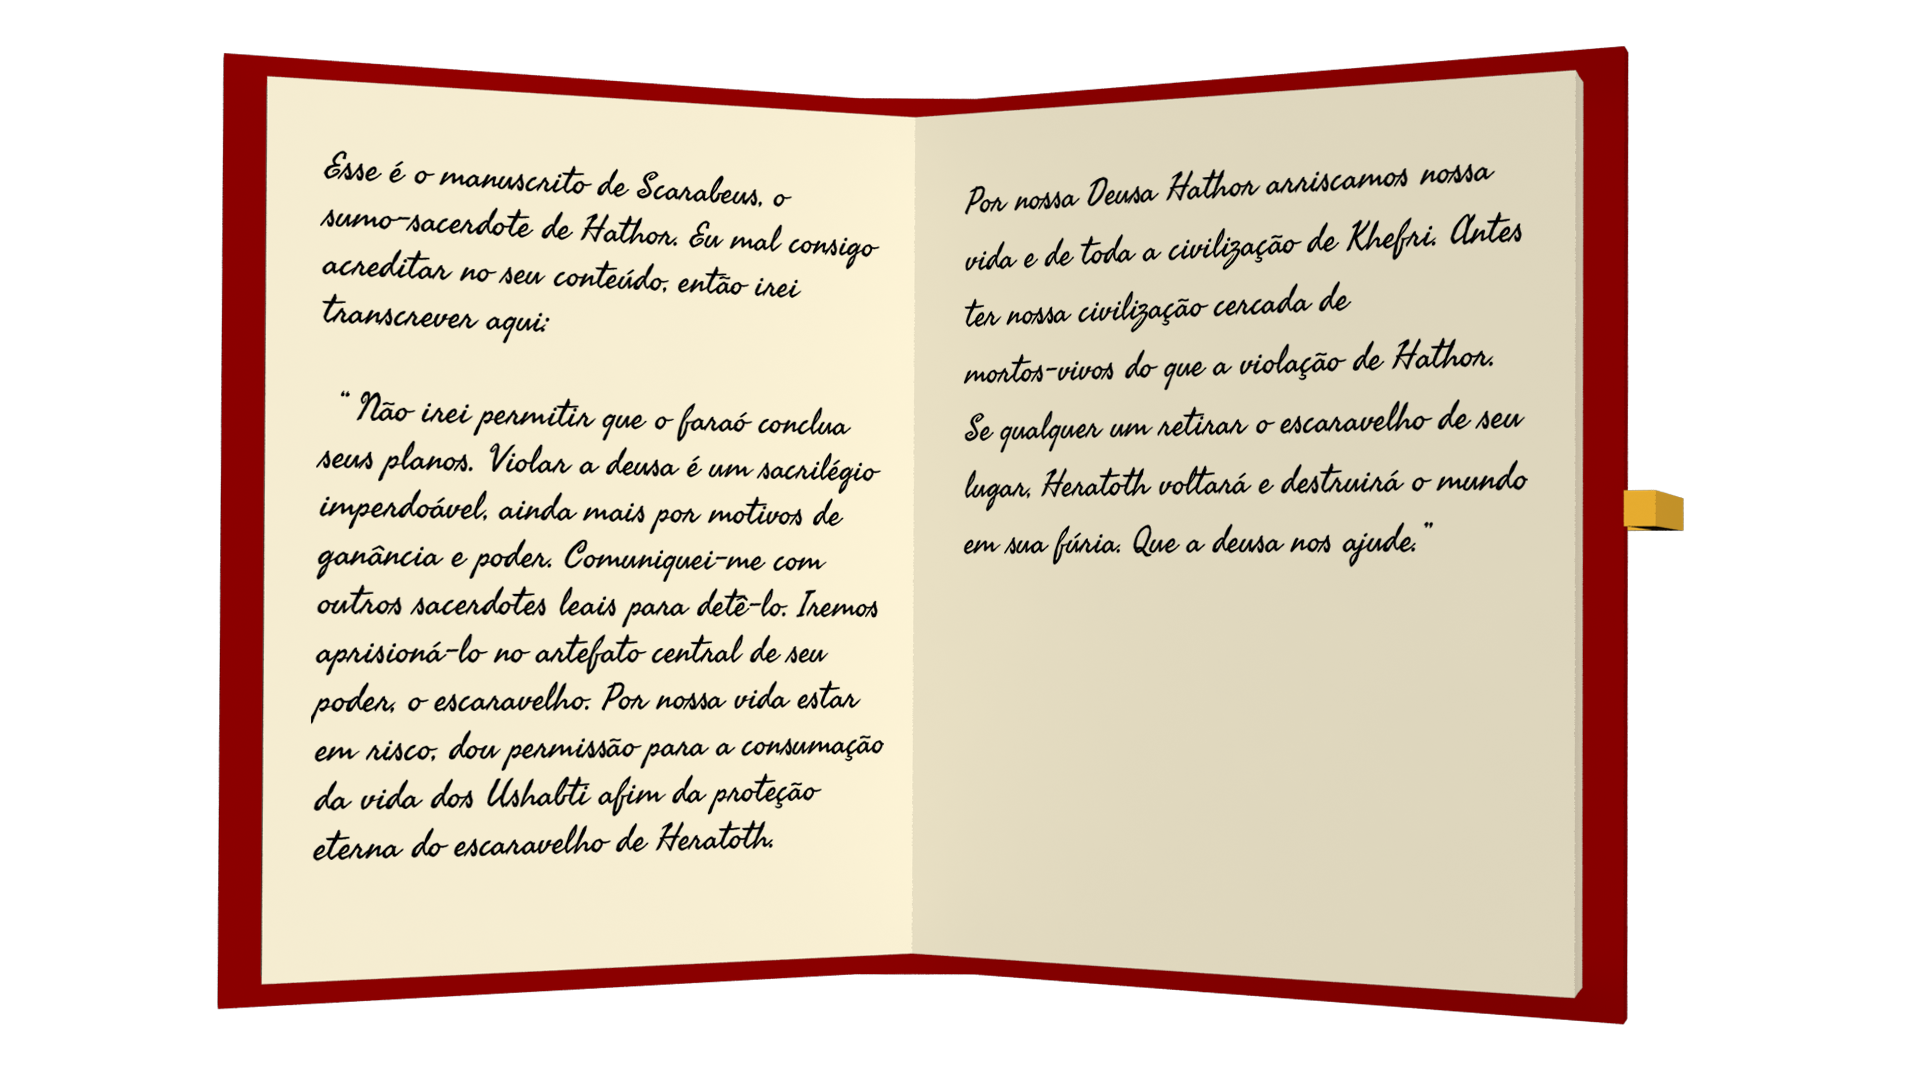 Esse é o manuscrito de Scarabeus, o
sumo-sacerdote de Hathor. Eu mal consigo
acreditar no seu conteúdo, então irei
transcrever aqui:
“ Não irei permitir que o faraó conclua
seus planos. Violar a deusa é um sacrilégio
imperdoável, ainda mais por motivos de
ganância e poder. Comuniquei-me com
outros sacerdotes leais para detê-lo. Iremos
aprisioná-lo no artefato central de seu
poder, o escaravelho. Por nossa vida estar
em risco, dou permissão para a consumação
da vida dos Ushabti afim da proteção
eterna do escaravelho de Heratoth.
Por nossa Deusa Hathor arriscamos nossa
vida e de toda a civilização de Khefri. Antes
ter nossa civilização cercada de
mortos-vivos do que a violação de Hathor.
Se qualquer um retirar o escaravelho de seu
lugar, Heratoth voltará e destruirá o mundo
em sua fúria. Que a deusa nos ajude.”